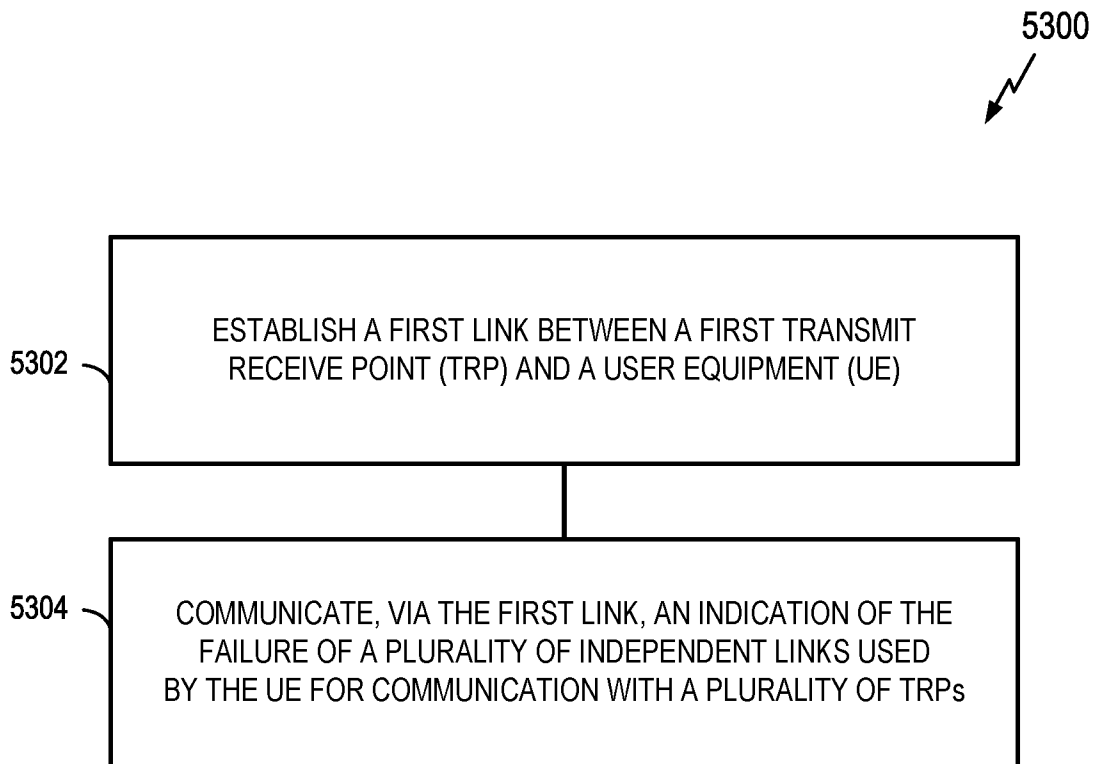 5300
5302
ESTABLISH A FIRST LINK BETWEEN A FIRST TRANSMIT
RECEIVE POINT (TRP) AND A USER EQUIPMENT (UE)
5304
COMMUNICATE, VIA THE FIRST LINK, AN INDICATION OF THE
FAILURE OF A PLURALITY OF INDEPENDENT LINKS USED
BY THE UE FOR COMMUNICATION WITH A PLURALITY OF TRPs